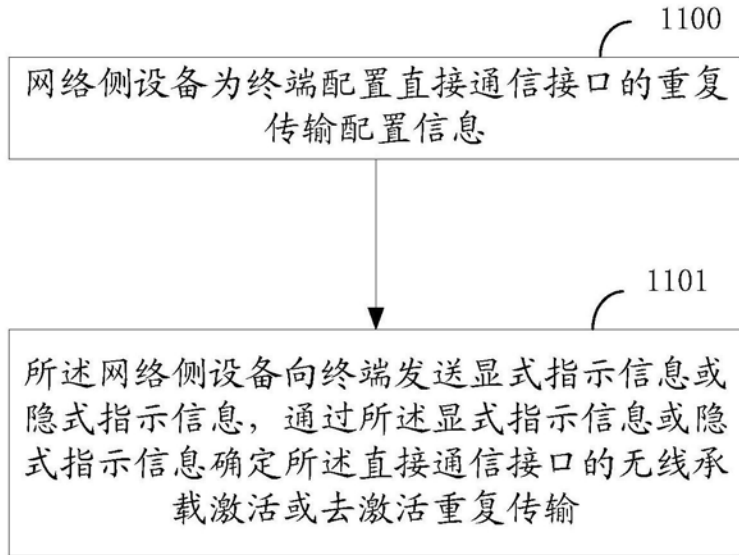 1100
网络侧设备为终端配置直接通信接口的重复
传输配置信息
1101
所述网络侧设备向终端发送显式指示信息或
隐式指示信息，通过所述显式指示信息或隐
式指示信息确定所述直接通信接口的无线承
载激活或去激活重复传输